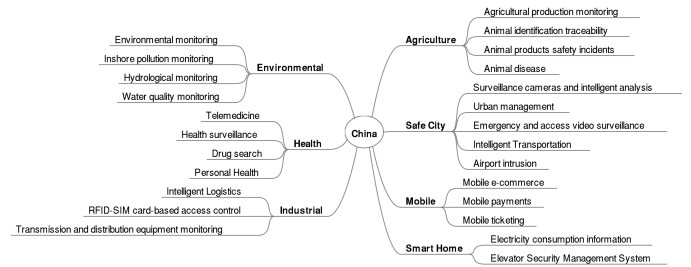 Environmental monitoring
Inshore pollution monitoring
Hydrological monitoring
Water quality monitoring
Environmental
Telemedicine
Health surveillance
Drug search
Personal Health
Health
Intelligent Logistics
RFID-SIM card-based access control
Transmission and distribution equipment monitoring
Industrial
China
Agriculture
Agricultural production monitoring
Animal identification traceability
Animal products safety incidents
Animal disease
Safe City
Surveillance cameras and intelligent analysis
Urban management
Emergency and access video surveillance
Intelligent Transportation
Airport intrusion
Mobile
Mobile e-commerce
Mobile payments
Mobile ticketing
Smart Home
Electricity consumption information
Elevator Security Management System